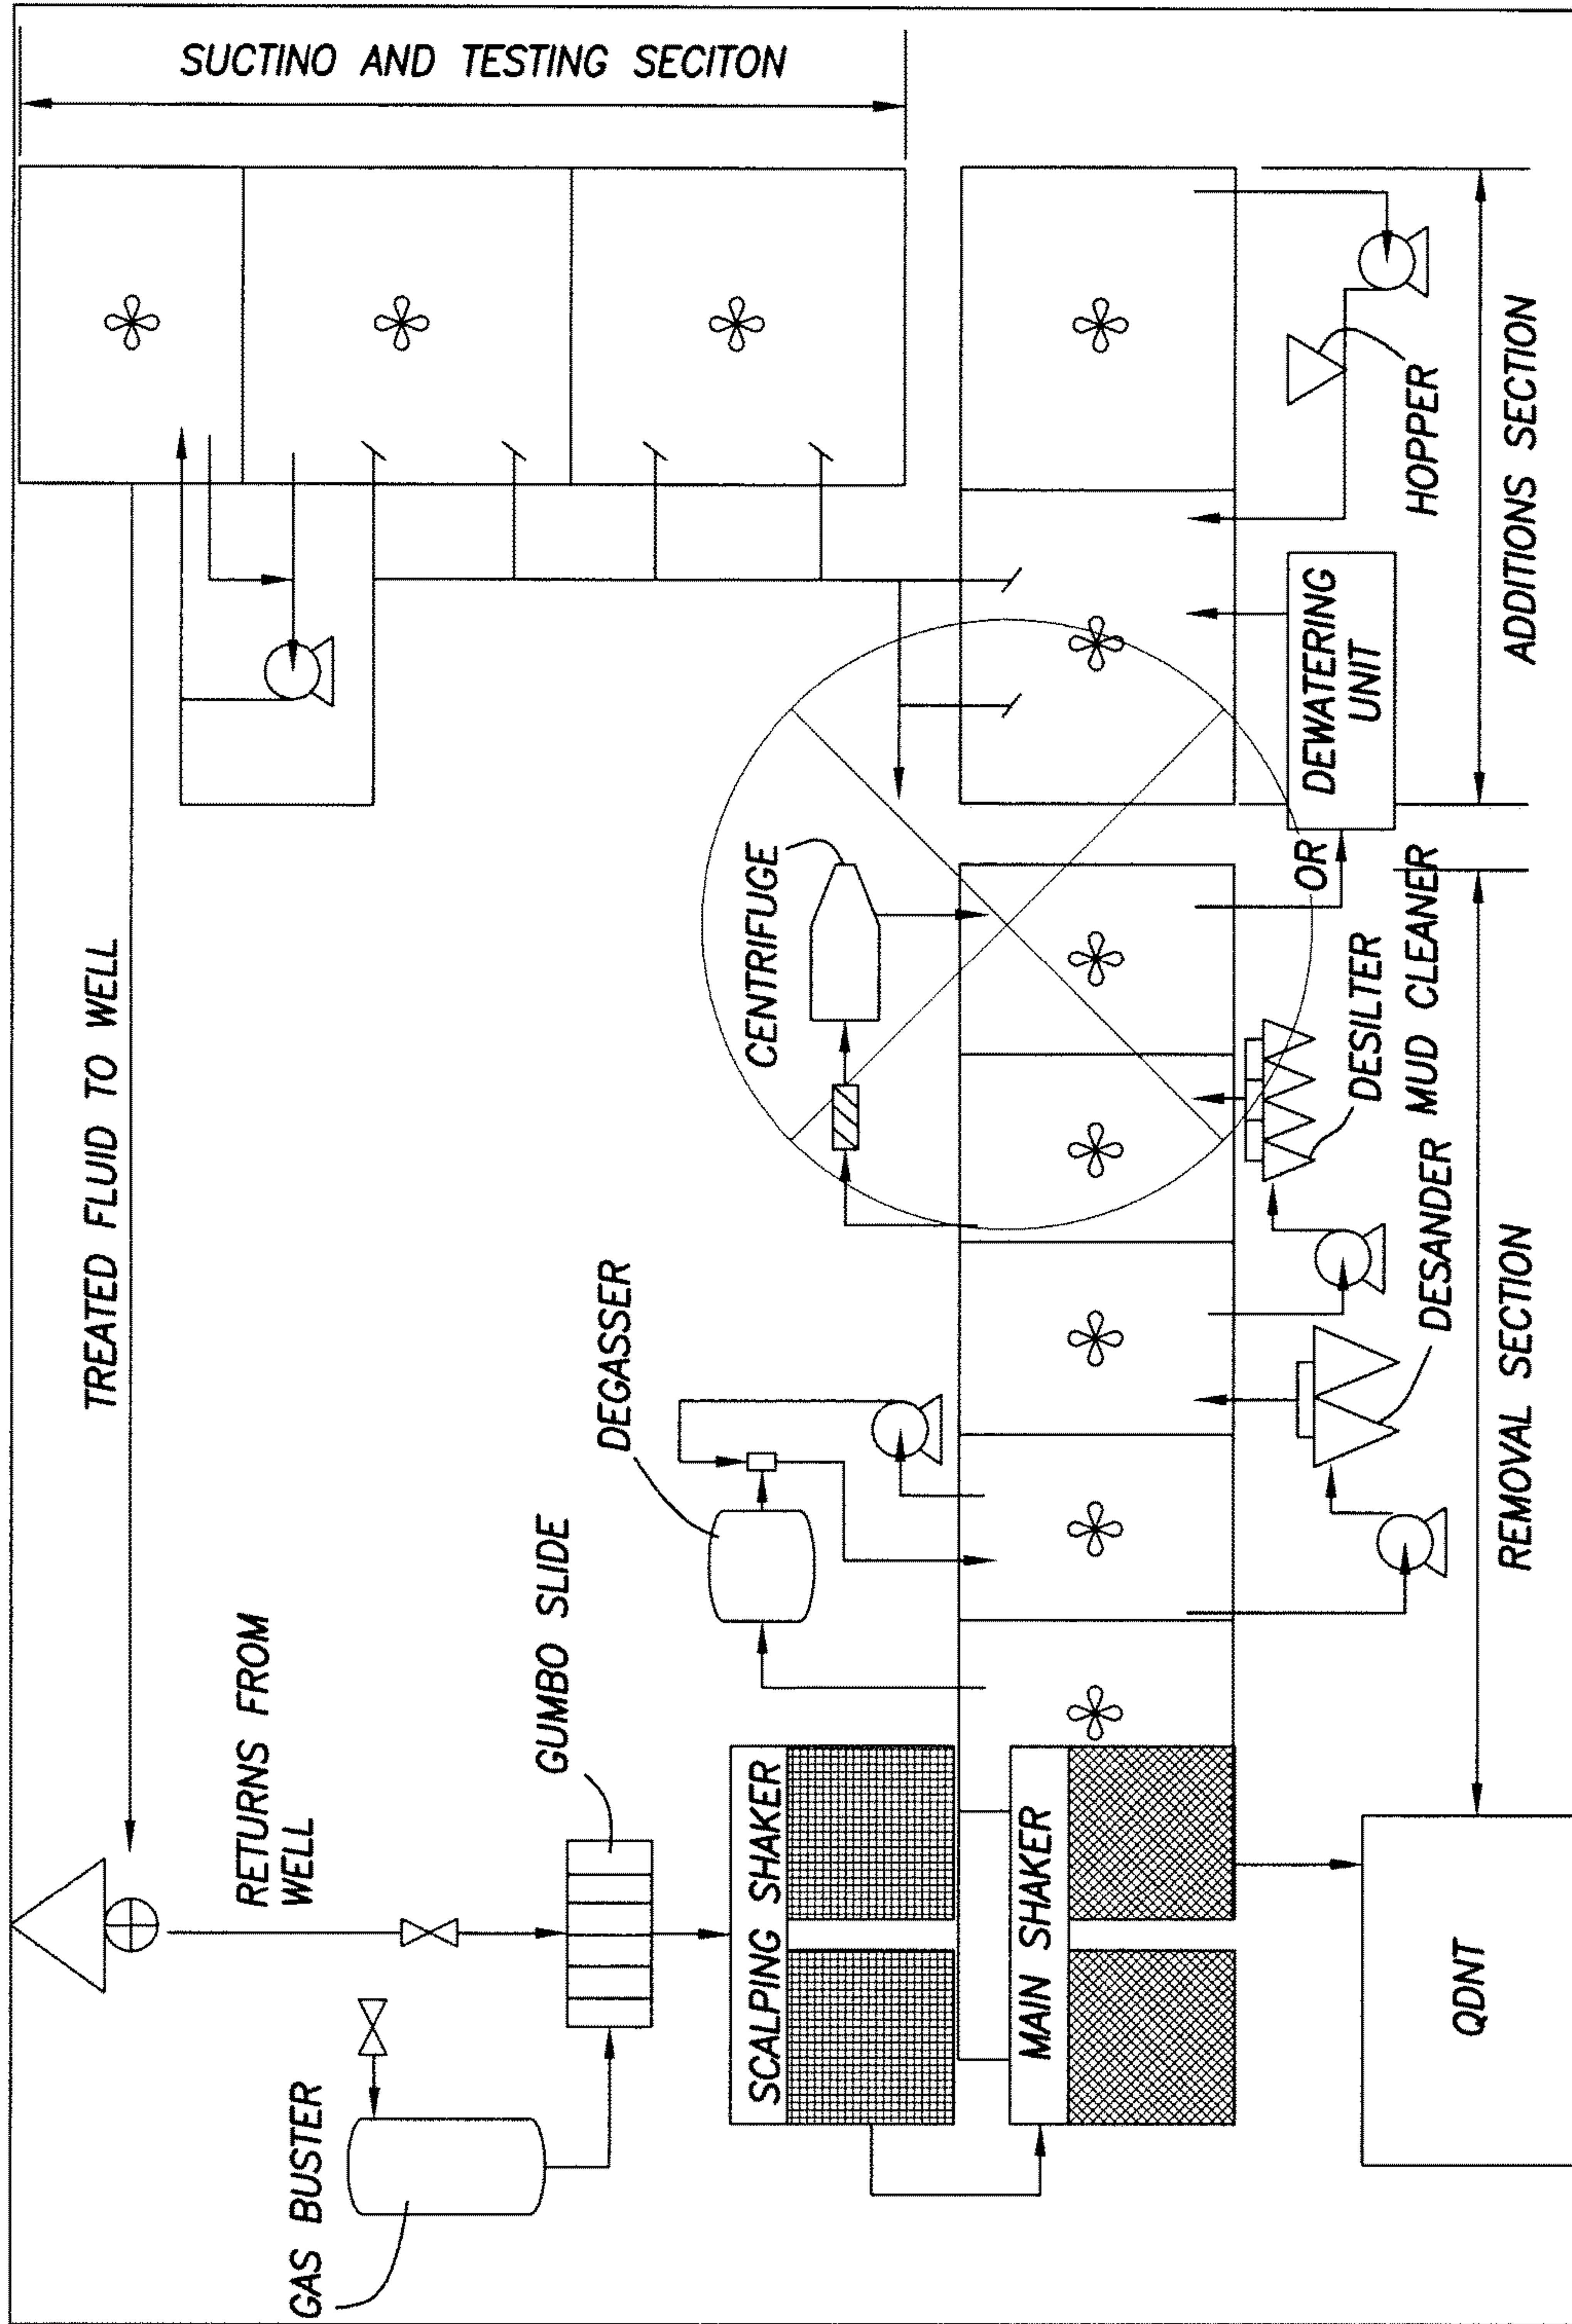 SUCTINO AND TESTING SECITON
TREATED FLUID TO WELL
RETURNS FROM
WELL
GAS BUSTER
GUMBO SLIDE
DEGASSER
CENTRIFUGE
SCALPING SHAKER
MAIN SHAKER
QDNT
OR
DEWATERING
UNIT
HOPPER
DESILTER
DESANDER MUD CLEANER
REMOVAL SECTION
ADDITIONS SECTION